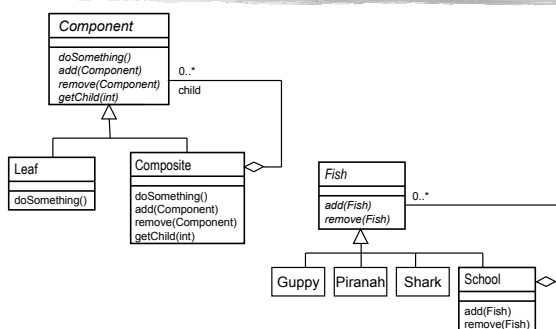 Component
doSomething()
add(Component)
remove(Component)
getChild(int)
0..*
child
Leaf
doSomething()
Composite
doSomething()
add(Component)
remove(Component)
getChild(int)
Fish
add(Fish)
remove(Fish)
0..*
Guppy
Piranah
Shark
School
add(Fish)
remove(Fish)